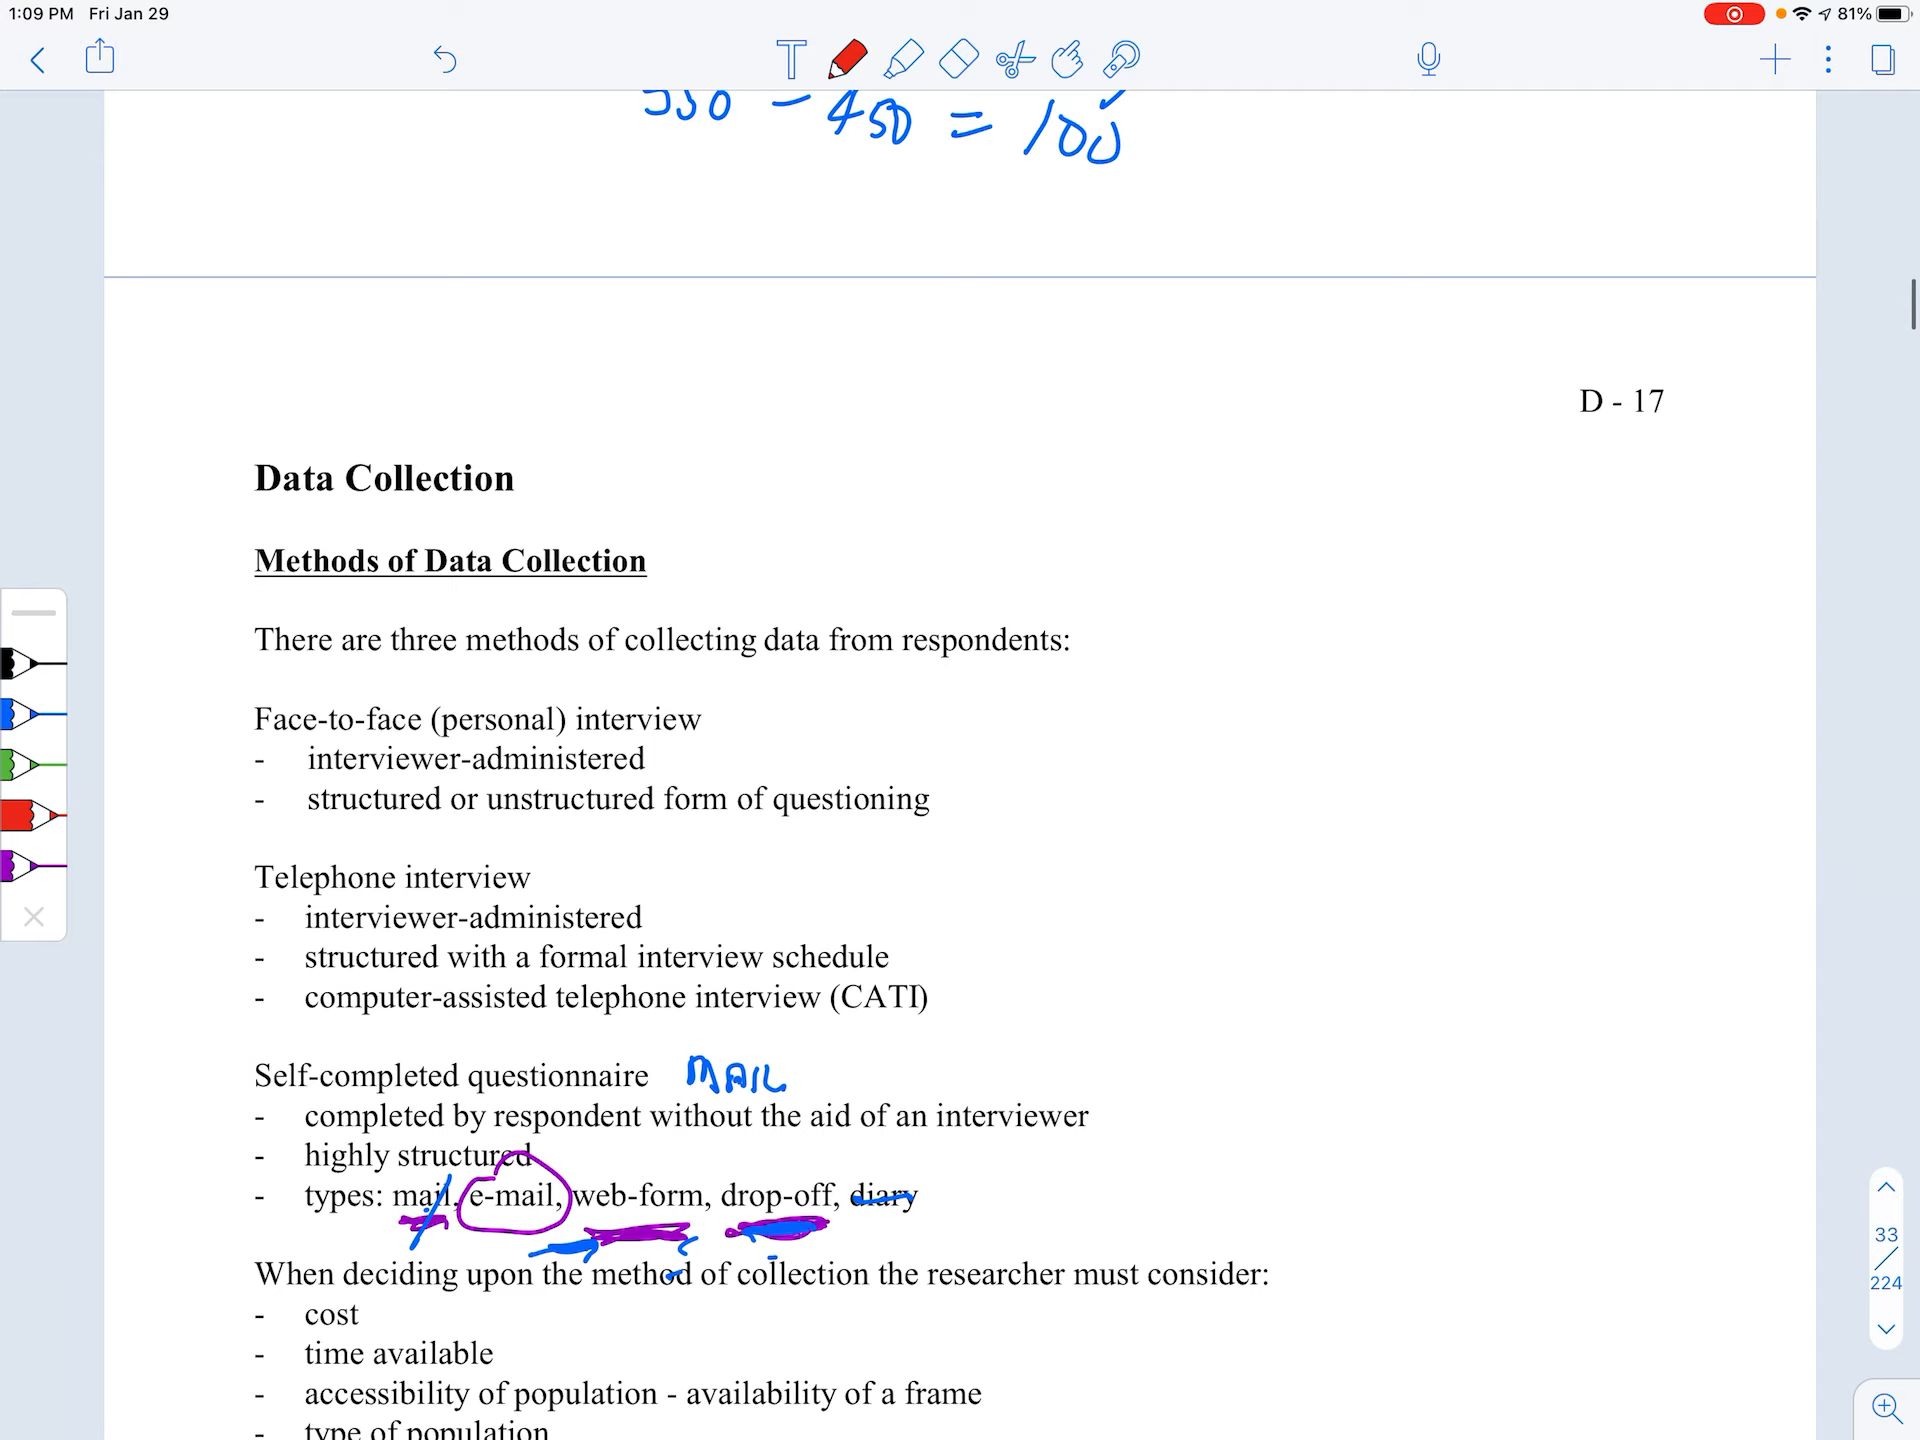 1:09 PM Fri Jan 29 81%
550 - 450 = 100
D - 17
Data Collection
Methods of Data Collection
There are three methods of collecting data from respondents:
Face-to-face (personal) interview
- interviewer-administered
- structured or unstructured form of questioning
Telephone interview
- interviewer-administered
- structured with a formal interview schedule
- computer-assisted telephone interview (CATI)
Self-completed questionnaire MAIL
- completed by respondent without the aid of an interviewer
- highly structured
- types: mail, e-mail, web-form, drop-off, diary
When deciding upon the method of collection the researcher must consider:
- cost
- time available
- accessibility of population - availability of a frame
- type of population
33
224